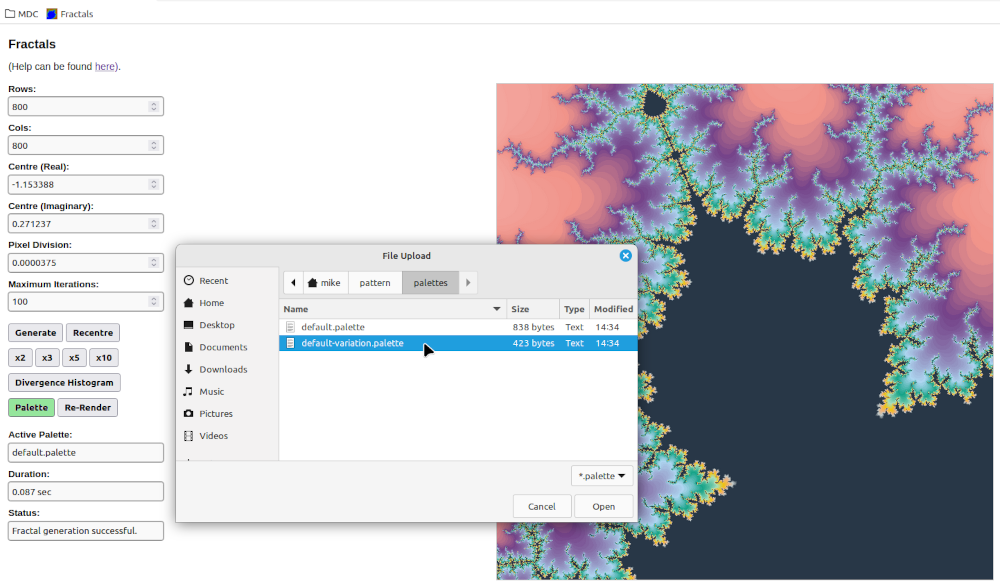 MDC Fractals
Fractals
(Help can be found here).
Rows:
800
Cols:
800
Centre (Real):
-1.153388
Centre (Imaginary):
0.271237
Pixel Division:
0.0000375
Maximum Iterations:
100
Generate Recentre
x2 x3 x5 x10
Divergence Histogram
Palette Re-Render
Active Palette:
default.palette
Duration:
0.087 sec
Status:
Fractal generation successful.
File Upload
Recent
Home
Desktop
Documents
Downloads
Music
Pictures
Videos
mike pattern palettes
Name Size Type Modified
default.palette 838 bytes Text 14:34
default-variation.palette 423 bytes Text 14:34
*.palette
Cancel Open